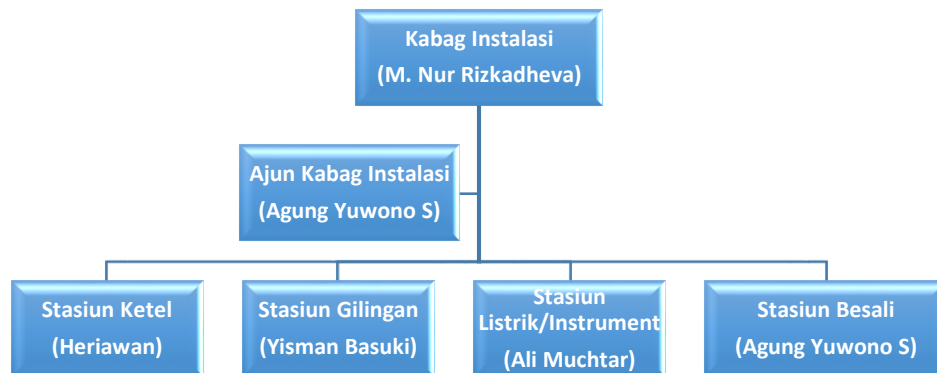 Kabag Instalasi
(M. Nur Rizkadheva)
Ajun Kabag Instalasi
(Agung Yuwono S)
Stasiun Ketel
(Heriawan)
Stasiun Gilingan
(Yisman Basuki)
Stasiun
Listrik/Instrument
(Ali Muchtar)
Stasiun Besali
(Agung Yuwono S)